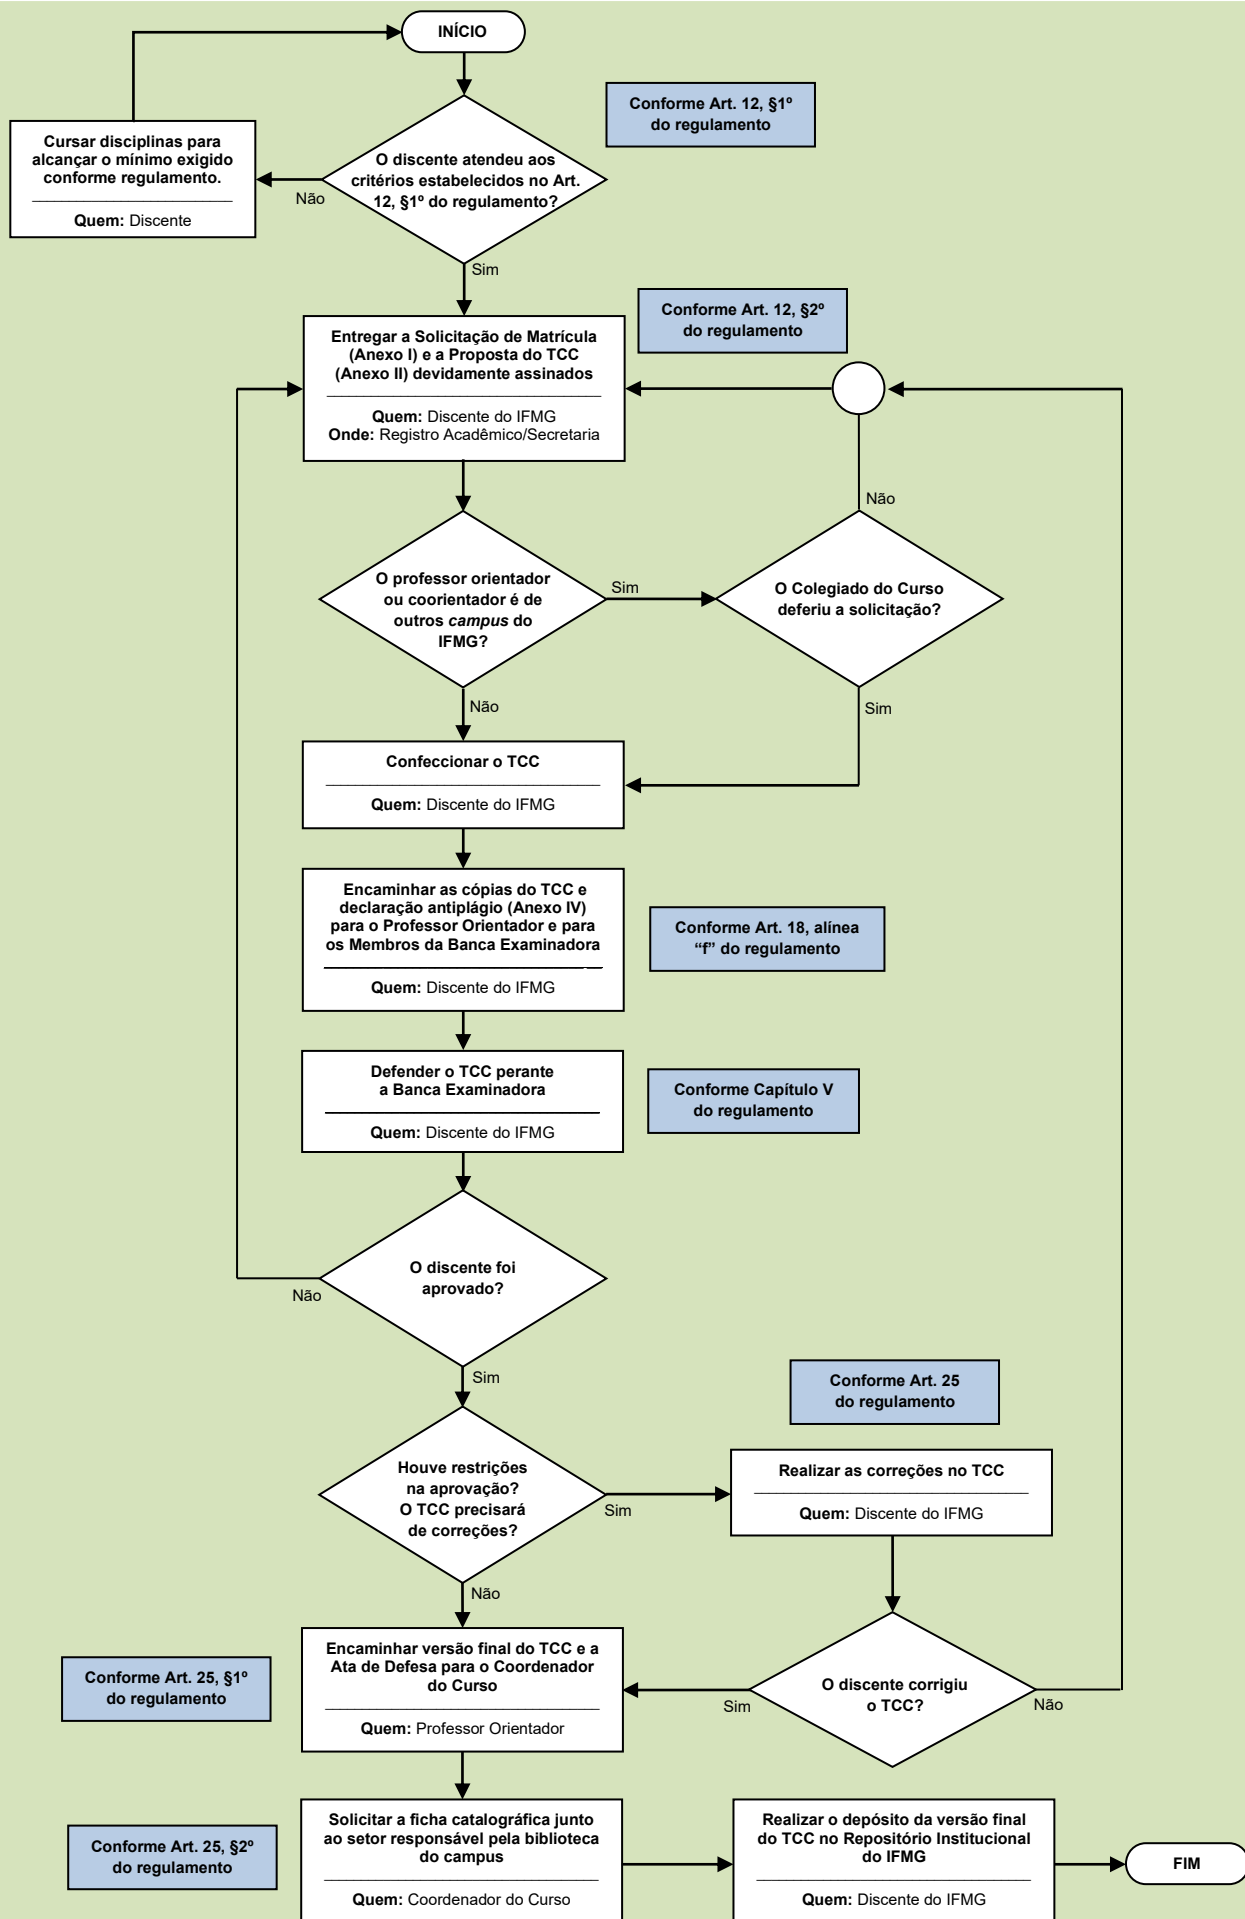 INÍCIO
Conforme Art. 12, §1º
do regulamento
Cursar disciplinas para
alcançar o mínimo exigido
conforme regulamento.
Quem: Discente
Não
O discente atendeu aos
critérios estabelecidos no Art.
12, §1º do regulamento?
Sim
Conforme Art. 12, §2º
do regulamento
Entregar a Solicitação de Matrícula
(Anexo I) e a Proposta do TCC
(Anexo II) devidamente assinados
Quem: Discente do IFMG
Onde: Registro Acadêmico/Secretaria
Não
O professor orientador
ou coorientador é de
outros campus do
IFMG?
Sim
O Colegiado do Curso
deferiu a solicitação?
Não
Sim
Confeccionar o TCC
Quem: Discente do IFMG
Encaminhar as cópias do TCC e
declaração antiplágio (Anexo IV)
para o Professor Orientador e para
os Membros da Banca Examinadora
Quem: Discente do IFMG
Conforme Art. 18, alínea
“f” do regulamento
Defender o TCC perante
a Banca Examinadora
Quem: Discente do IFMG
Conforme Capítulo V
do regulamento
O discente foi
aprovado?
Não
Sim
Conforme Art. 25
do regulamento
Houve restrições
na aprovação?
O TCC precisará
de correções?
Sim
Realizar as correções no TCC
Quem: Discente do IFMG
Não
Conforme Art. 25, §1º
do regulamento
Encaminhar versão final do TCC e a
Ata de Defesa para o Coordenador
do Curso
Quem: Professor Orientador
Sim
O discente corrigiu
o TCC?
Não
Conforme Art. 25, §2º
do regulamento
Solicitar a ficha catalográfica junto
ao setor responsável pela biblioteca
do campus
Quem: Coordenador do Curso
Realizar o depósito da versão final
do TCC no Repositório Institucional
do IFMG
Quem: Discente do IFMG
FIM